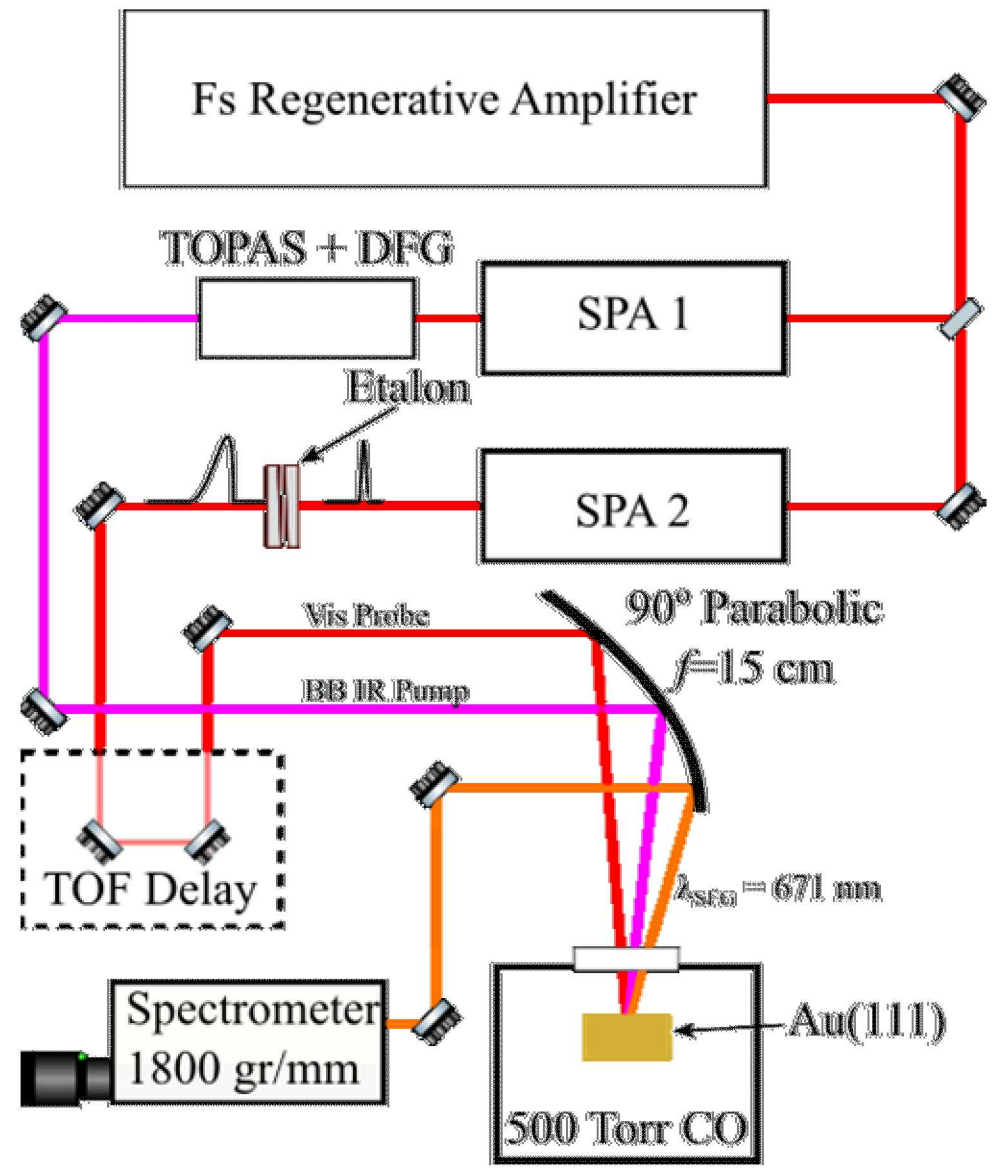 Fs Regenerative Amplifier
TOPAS + DFG
SPA 1
Etalon
SPA 2
90º Parabolic
f=15 cm
Vis Probe
BB IR Pump
TOF Delay
λSFG = 671 nm
Spectrometer
1800 gr/mm
Au(111)
500 Torr CO